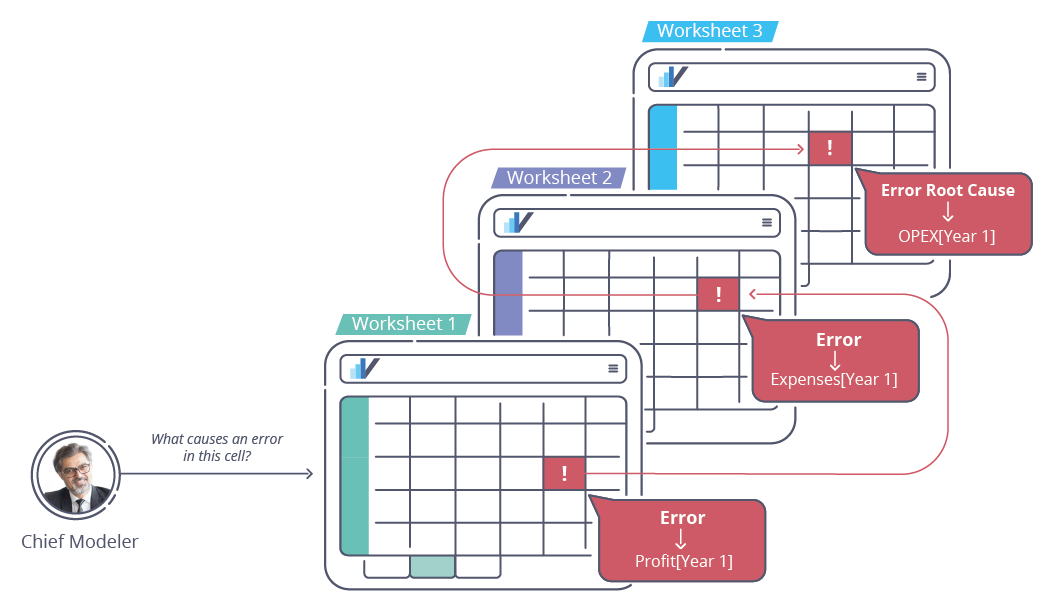 Worksheet 3
!
Error Root Cause
OPEX[Year 1]
Worksheet 2
!
Error
Expenses[Year 1]
Worksheet 1
What causes an error
in this cell?
!
Error
Profit[Year 1]
Chief Modeler